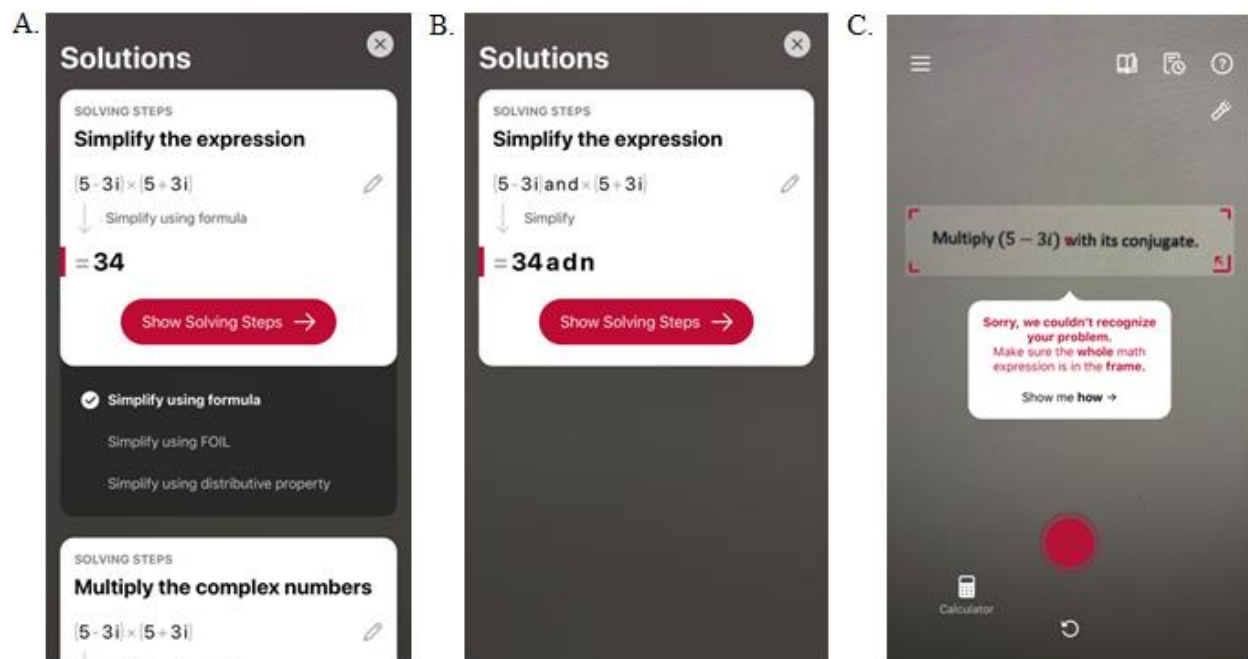 A.
Solutions
SOLVING STEPS
Simplify the expression
(5-3i)×(5+3i)
Simplify using formula
=34
Show Solving Steps →
Simplify using formula
Simplify using FOIL
Simplify using distributive property
SOLVING STEPS
Multiply the complex numbers
(5-3i)×(5+3i)
B.
Solutions
SOLVING STEPS
Simplify the expression
(5-3i)and×(5+3i)
Simplify
=34adn
Show Solving Steps →
C.
Multiply (5 − 3i) with its conjugate.
Sorry, we couldn't recognize
your problem.
Make sure the whole math
expression is in the frame.
Show me how →
Calculator